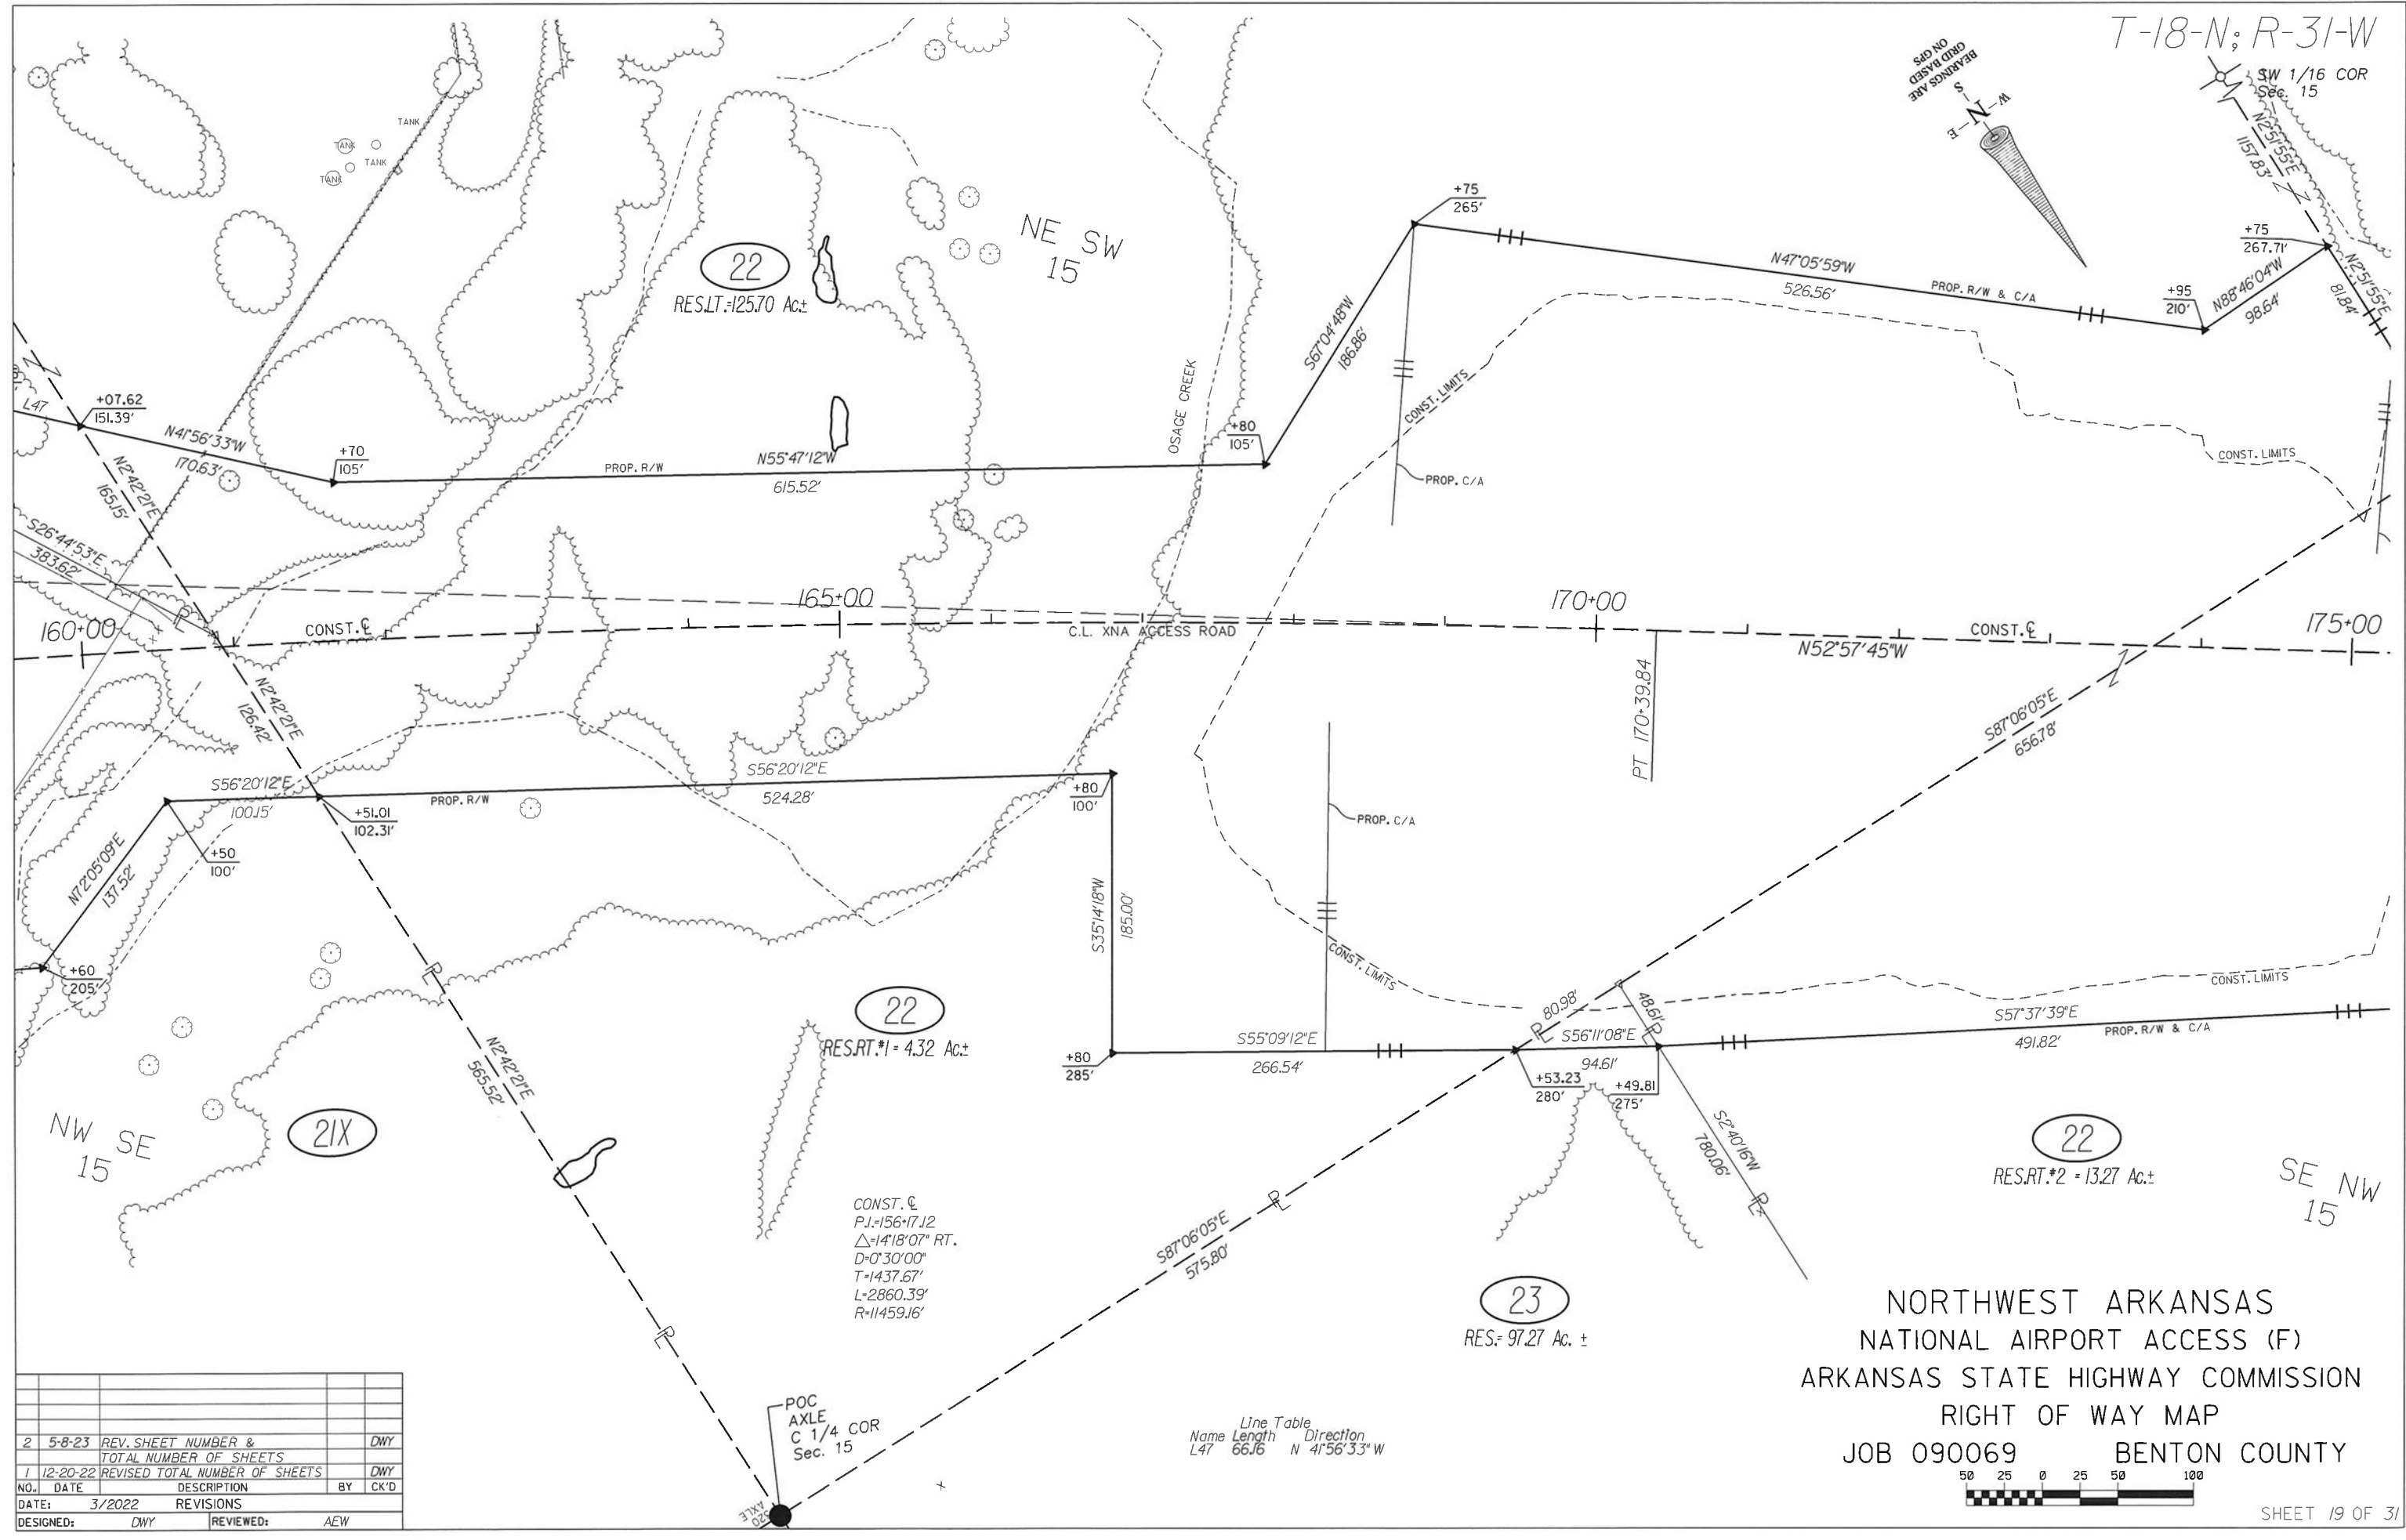 T-18-N; R-31-W
BEARINGS ARE
GRID BASED
ON GPS
W
S
N
E
SW 1/16 COR
Sec. 15
N2°51'55"E
1157.83'
+75
267.71'
N2°51'55"E
81.84'
N88°46'04"W
98.64'
+95
210'
+75
265'
N47°05'59"W
526.56'
PROP. R/W & C/A
S67°04'48"W
186.86'
CONST. LIMITS
CONST. LIMITS
PROP. C/A
TANK
TANK
TANK
TANK
NE SW
15
22
RES.LT.=125.70 Ac.±
OSAGE CREEK
+80
105'
L47
+07.62
151.39'
N41°56'33"W
170.63'
+70
105'
PROP. R/W
N55°47'12"W
615.52'
N2°42'21"E
165.15'
S26°44'53"E
383.62'
160+00
CONST. ℄
165+00
C.L. XNA ACCESS ROAD
170+00
N52°57'45"W
CONST. ℄
175+00
PT 170+39.84
N2°42'21"E
126.42'
S87°06'05"E
656.78'
S56°20'12"E
100.15'
+51.01
102.31'
PROP. R/W
S56°20'12"E
524.28'
+80
100'
PROP. C/A
+50
100'
N72°05'09"E
137.52'
+60
205'
S35°14'18"W
185.00'
CONST. LIMITS
CONST. LIMITS
PL
PL
80.98'
48.61'
PL
S57°37'39"E
491.82'
PROP. R/W & C/A
22
RES.RT.#1 = 4.32 Ac.±
+80
285'
S55°09'12"E
266.54'
S56°11'08"E
94.61'
+53.23
280'
+49.81
275'
N2°42'21"E
565.52'
S2°40'16"W
780.06'
PL
NW SE
15
21X
22
RES.RT.#2 = 13.27 Ac.±
SE NW
15
CONST. ℄
P.I.=156+17.12
△=14°18'07" RT.
D=0°30'00"
T=1437.67'
L=2860.39'
R=11459.16'
S87°06'05"E
575.80'
PL
PL
23
RES.= 97.27 Ac. ±
POC
AXLE
C 1/4 COR
Sec. 15
520
AXLE
Line Table
Name Length Direction
L47 66.16 N 41°56'33" W
NORTHWEST ARKANSAS
NATIONAL AIRPORT ACCESS (F)
ARKANSAS STATE HIGHWAY COMMISSION
RIGHT OF WAY MAP
JOB 090069 BENTON COUNTY
50 25 0 25 50 100
SHEET 19 OF 31
2 5-8-23 REV. SHEET NUMBER & DWY
TOTAL NUMBER OF SHEETS
1 12-20-22 REVISED TOTAL NUMBER OF SHEETS DWY
NO. DATE DESCRIPTION BY CK'D
DATE: 3/2022 REVISIONS
DESIGNED: DWY REVIEWED: AEW